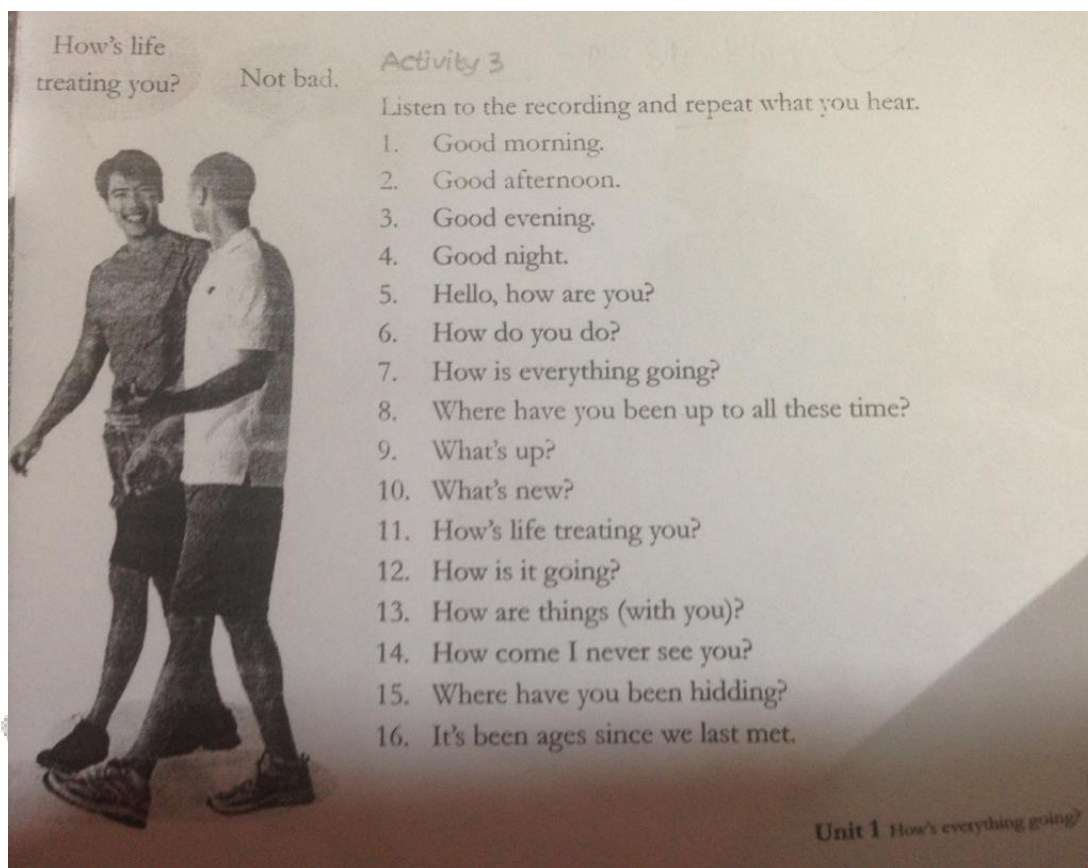 How's life
treating you?
Not bad.
Activity 3
Listen to the recording and repeat what you hear.
1. Good morning.
2. Good afternoon.
3. Good evening.
4. Good night.
5. Hello, how are you?
6. How do you do?
7. How is everything going?
8. Where have you been up to all these time?
9. What's up?
10. What's new?
11. How's life treating you?
12. How is it going?
13. How are things (with you)?
14. How come I never see you?
15. Where have you been hidding?
16. It's been ages since we last met.
Unit 1 How's everything going?